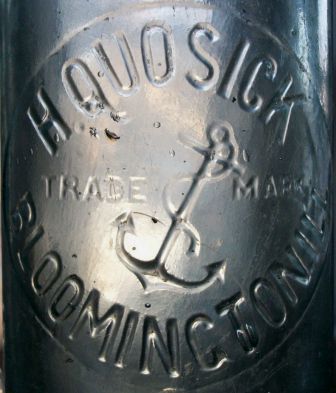 H QUOSICK
TRADE MARK
BLOOMINGTON ILL